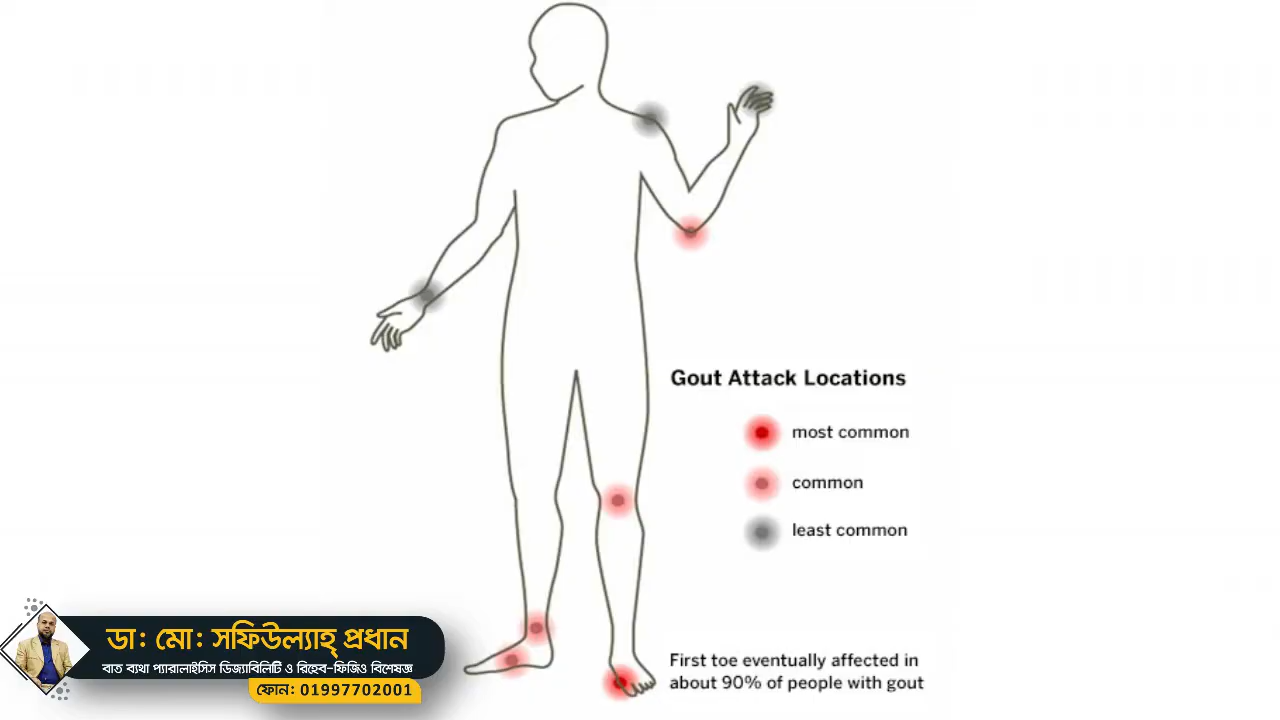 Gout Attack Locations
most common
common
least common
First toe eventually affected in
about 90% of people with gout
ডা: মো: সফিউল্যাহ্ প্রধান
বাত ব্যথা প্যারালাইসিস ডিজ্যাবিলিটি ও রিহেব-ফিজিও বিশেষজ্ঞ
ফোন: 01997702001